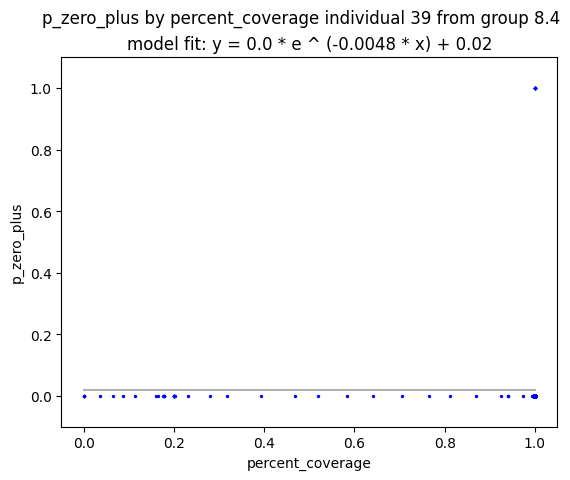 p_zero_plus by percent_coverage individual 39 from group 8.4
model fit: y = 0.0 * e ^ (-0.0048 * x) + 0.02
1.0
0.8
0.6
0.4
0.2
0.0
p_zero_plus
0.0 0.2 0.4 0.6 0.8 1.0
percent_coverage